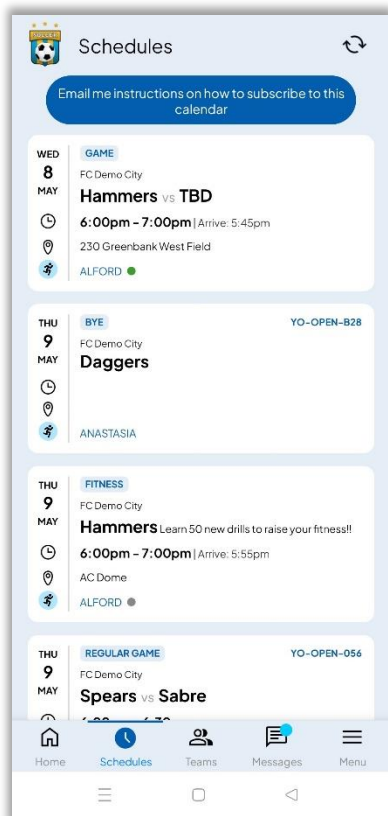 SOCCER
Schedules
Email me instructions on how to subscribe to this
calendar
WED
8
MAY
GAME
FC Demo City
Hammers vs TBD
6:00pm - 7:00pm | Arrive: 5:45pm
230 Greenbank West Field
ALFORD
THU
9
MAY
BYE
YO-OPEN-B28
FC Demo City
Daggers
ANASTASIA
THU
9
MAY
FITNESS
FC Demo City
Hammers Learn 50 new drills to raise your fitness!!
6:00pm - 7:00pm | Arrive: 5:55pm
AC Dome
ALFORD
THU
9
MAY
REGULAR GAME
YO-OPEN-056
FC Demo City
Spears vs Sabre
Home
Schedules
Teams
Messages
Menu